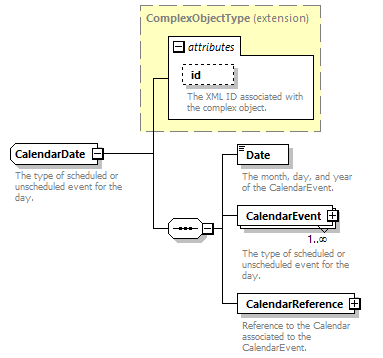 ComplexObjectType (extension)
attributes
id
The XML ID associated with
the complex object.
CalendarDate
The type of scheduled or
unscheduled event for the
day.
Date
The month, day, and year
of the CalendarEvent.
CalendarEvent
1..∞
The type of scheduled or
unscheduled event for the
day.
CalendarReference
Reference to the Calendar
associated to the
CalendarEvent.